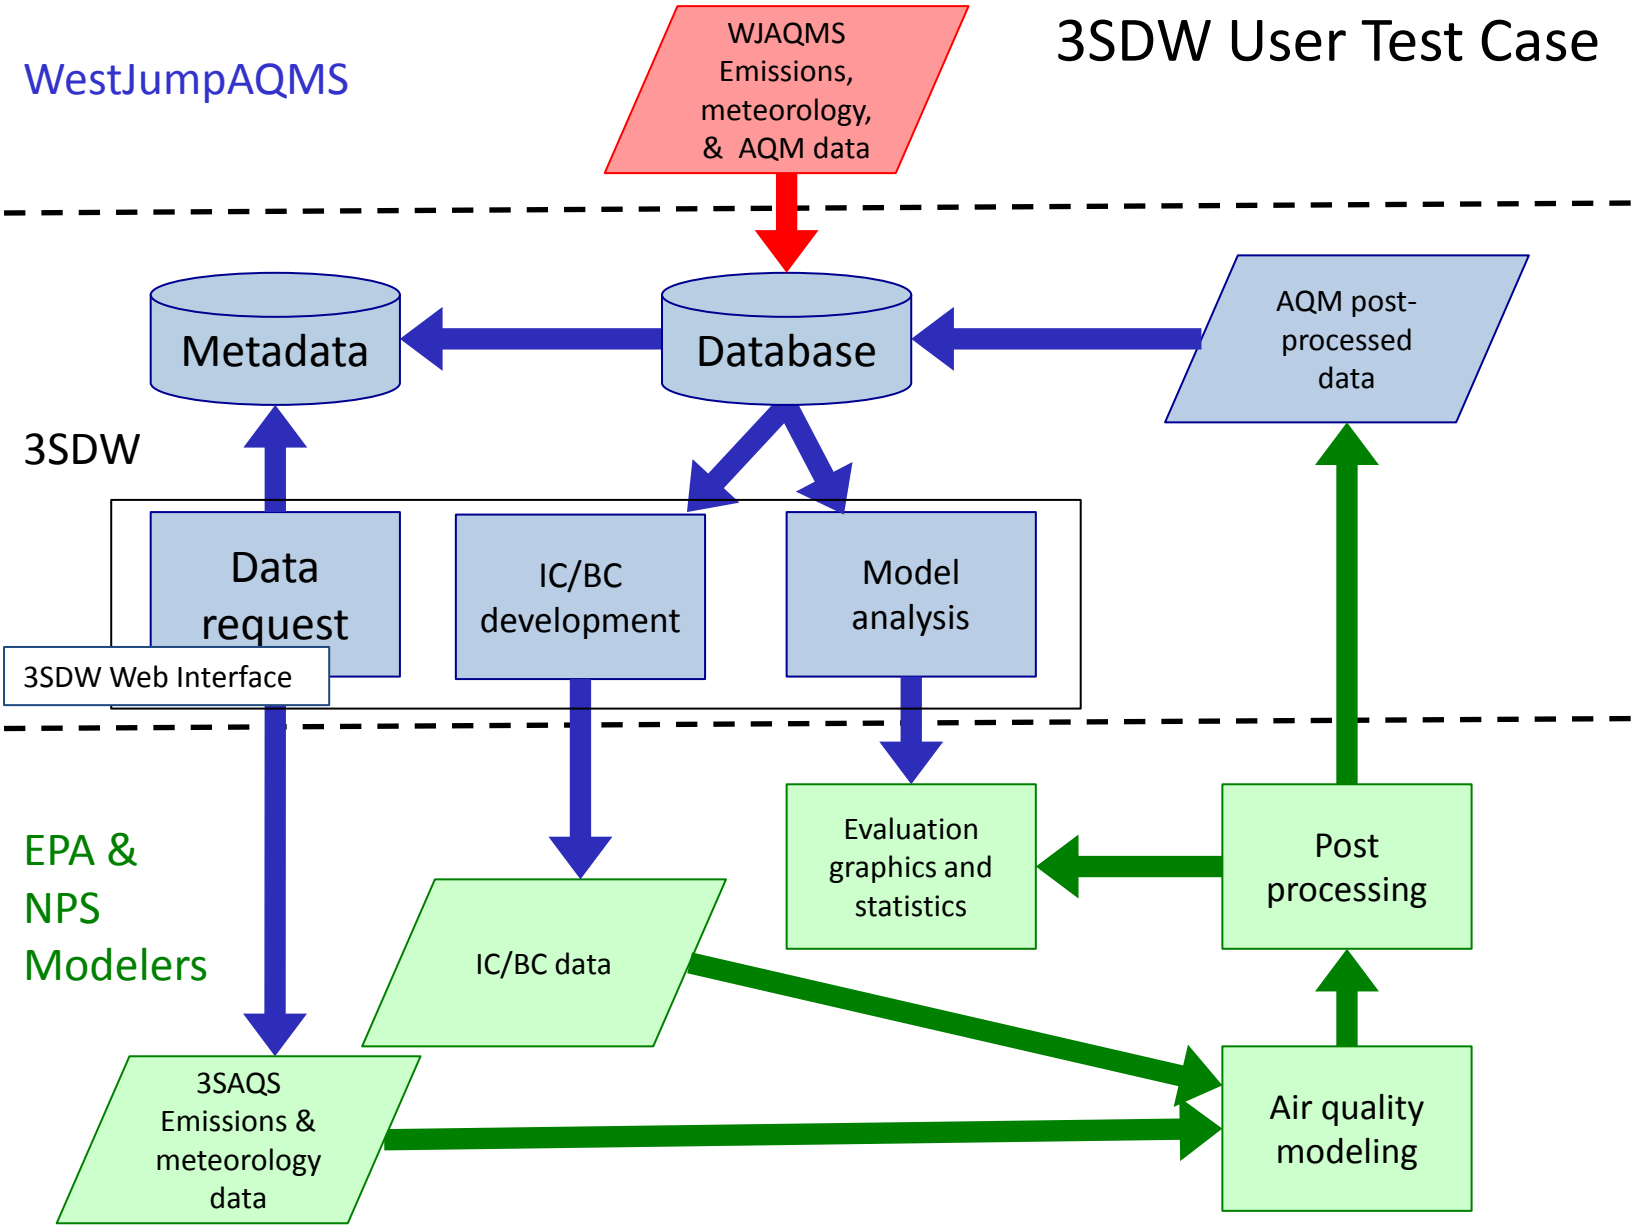 3SDW User Test Case
WestJumpAQMS
WJAQMS
Emissions,
meteorology,
& AQM data
Metadata
Database
AQM post-
processed
data
3SDW
Data
request
IC/BC
development
Model
analysis
3SDW Web Interface
EPA &
NPS
Modelers
Evaluation
graphics and
statistics
Post
processing
IC/BC data
3SAQS
Emissions &
meteorology
data
Air quality
modeling